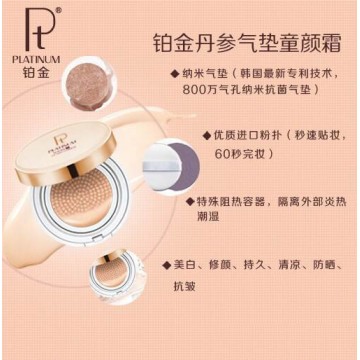 Pt
PLATINUM
铂金
铂金丹参气垫童颜霜
纳米气垫（韩国最新专利技术，
800万气孔纳米抗菌气垫）
优质进口粉扑（秒速贴妆，
60秒完妆）
特殊阻热容器，隔离外部炎热
潮湿
美白、修颜、持久、清凉、防晒、
抗皱